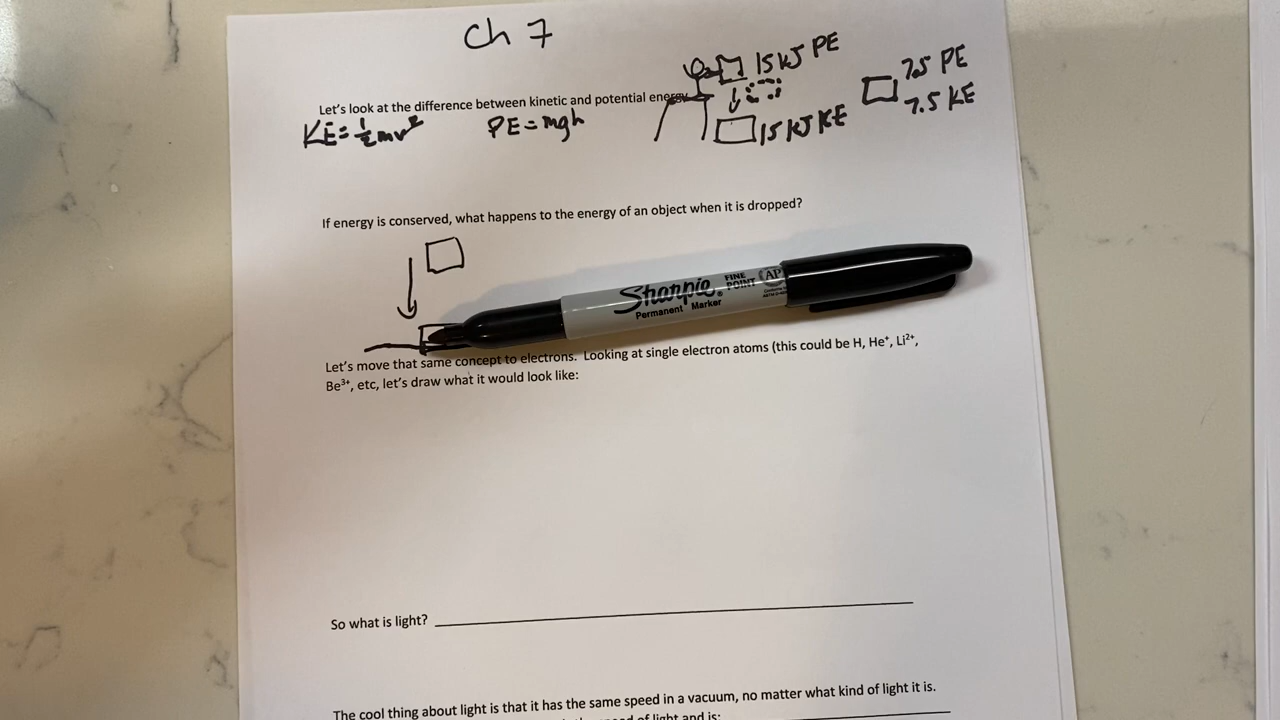 Ch 7
15 kJ PE
7.5 PE
Let's look at the difference between kinetic and potential energy
7.5 KE
KE = ½mv² PE = mgh 15 kJ KE
If energy is conserved, what happens to the energy of an object when it is dropped?
Sharpie. FINE POINT AP
Permanent Marker
Let's move that same concept to electrons. Looking at single electron atoms (this could be H, He⁺, Li²⁺,
Be³⁺, etc, let's draw what it would look like:
So what is light?
The cool thing about light is that it has the same speed in a vacuum, no matter what kind of light it is.
speed of light and is: